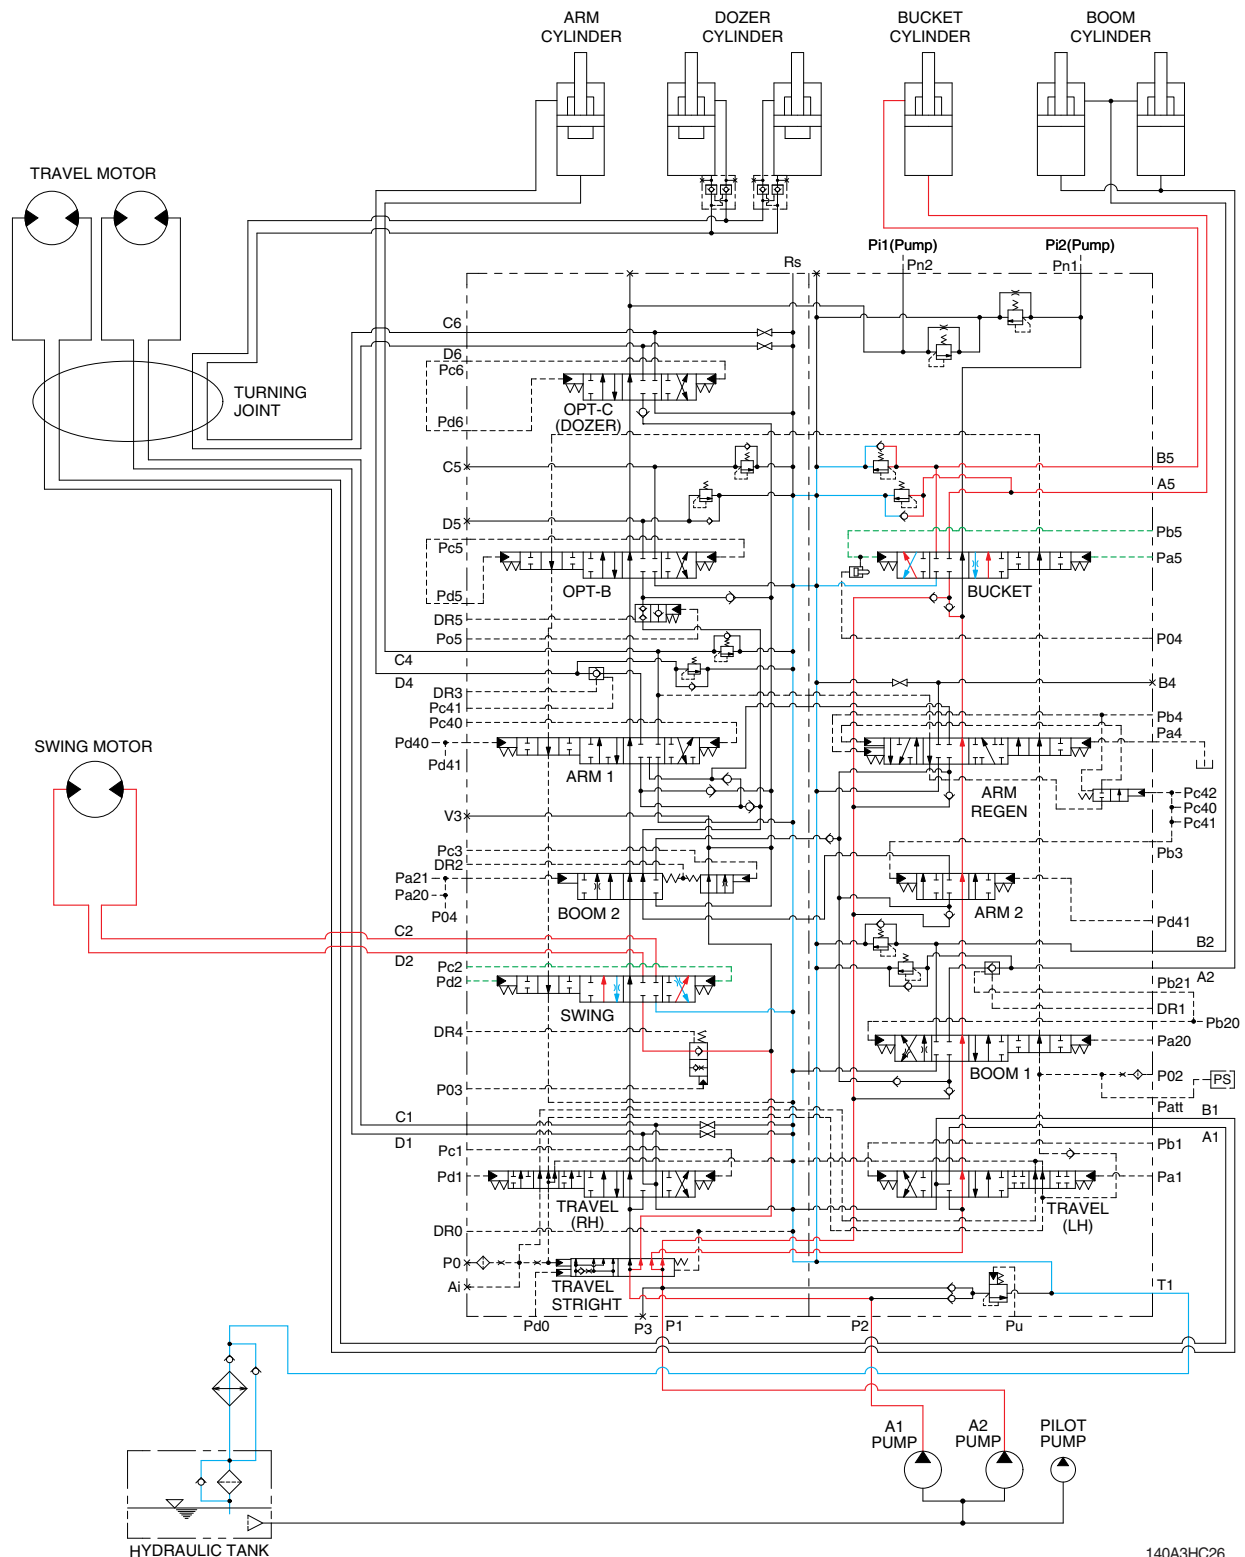 ARM
CYLINDER
DOZER
CYLINDER
BUCKET
CYLINDER
BOOM
CYLINDER
TRAVEL MOTOR
TURNING
JOINT
Pi1(Pump)
Pn2
Pi2(Pump)
Pn1
Rs
C6
D6
Pc6
Pd6
OPT-C
(DOZER)
C5
D5
Pc5
Pd5
OPT-B
DR5
Po5
C4
D4
DR3
Pc41
Pc40
Pd40
Pd41
ARM 1
V3
Pc3
DR2
Pa21
Pa20
P04
BOOM 2
SWING MOTOR
C2
D2
Pc2
Pd2
SWING
DR4
P03
C1
D1
Pc1
Pd1
TRAVEL
(RH)
DR0
P0
Ai
TRAVEL
STRIGHT
Pd0
P3
P1
P2
Pu
B5
A5
Pb5
Pa5
BUCKET
P04
B4
Pb4
Pa4
ARM
REGEN
Pc42
Pc40
Pc41
Pb3
ARM 2
Pd41
B2
A2
Pb21
DR1
Pb20
Pa20
BOOM 1
P02
PS
Patt
B1
A1
Pb1
Pa1
TRAVEL
(LH)
T1
A1
PUMP
A2
PUMP
PILOT
PUMP
HYDRAULIC TANK
140A3HC26